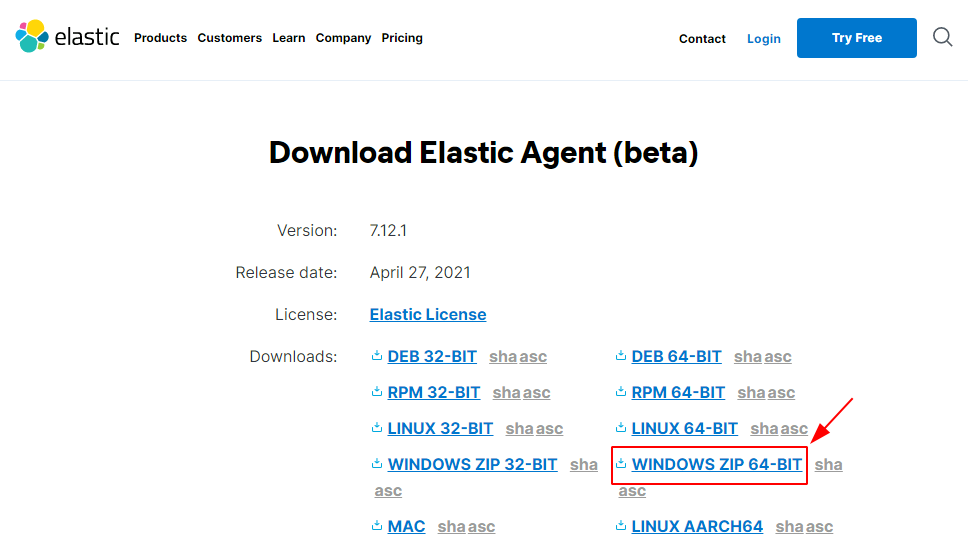 elastic Products Customers Learn Company Pricing Contact Login Try Free
Download Elastic Agent (beta)
Version: 7.12.1
Release date: April 27, 2021
License: Elastic License
Downloads: DEB 32-BIT sha asc DEB 64-BIT sha asc
RPM 32-BIT sha asc RPM 64-BIT sha asc
LINUX 32-BIT sha asc LINUX 64-BIT sha asc
WINDOWS ZIP 32-BIT sha WINDOWS ZIP 64-BIT sha
asc asc
MAC sha asc LINUX AARCH64 sha asc